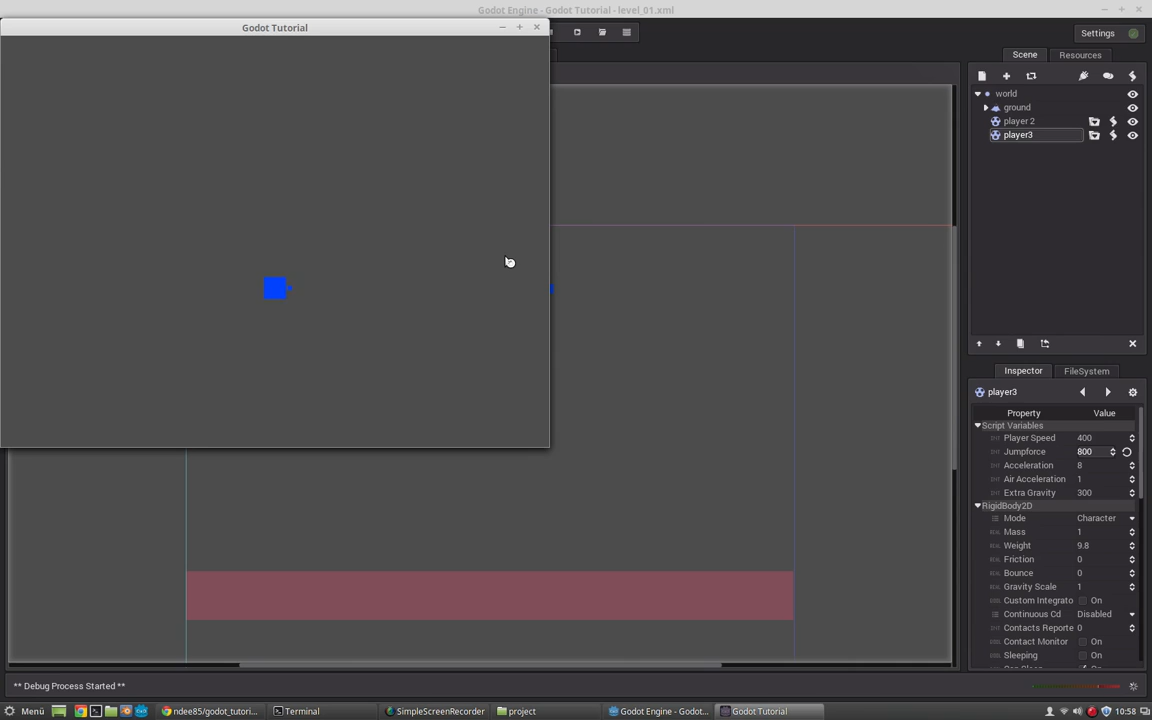 Godot Engine - Godot Tutorial - level_01.xml
Godot Tutorial
Settings
Scene
Resources
world
ground
player 2
player3
Inspector
FileSystem
player3
Property Value
Script Variables
Player Speed 400
Jumpforce 800
Acceleration 8
Air Acceleration 1
Extra Gravity 300
RigidBody2D
Mode Character
Mass 1
Weight 9.8
Friction 0
Bounce 0
Gravity Scale 1
Custom Integrato On
Continuous Cd Disabled
Contacts Reporte 0
Contact Monitor On
Sleeping On
** Debug Process Started **
Menü
ndee85/godot_tutori...
Terminal
SimpleScreenRecorder
project
Godot Engine - Godot...
Godot Tutorial
10:58